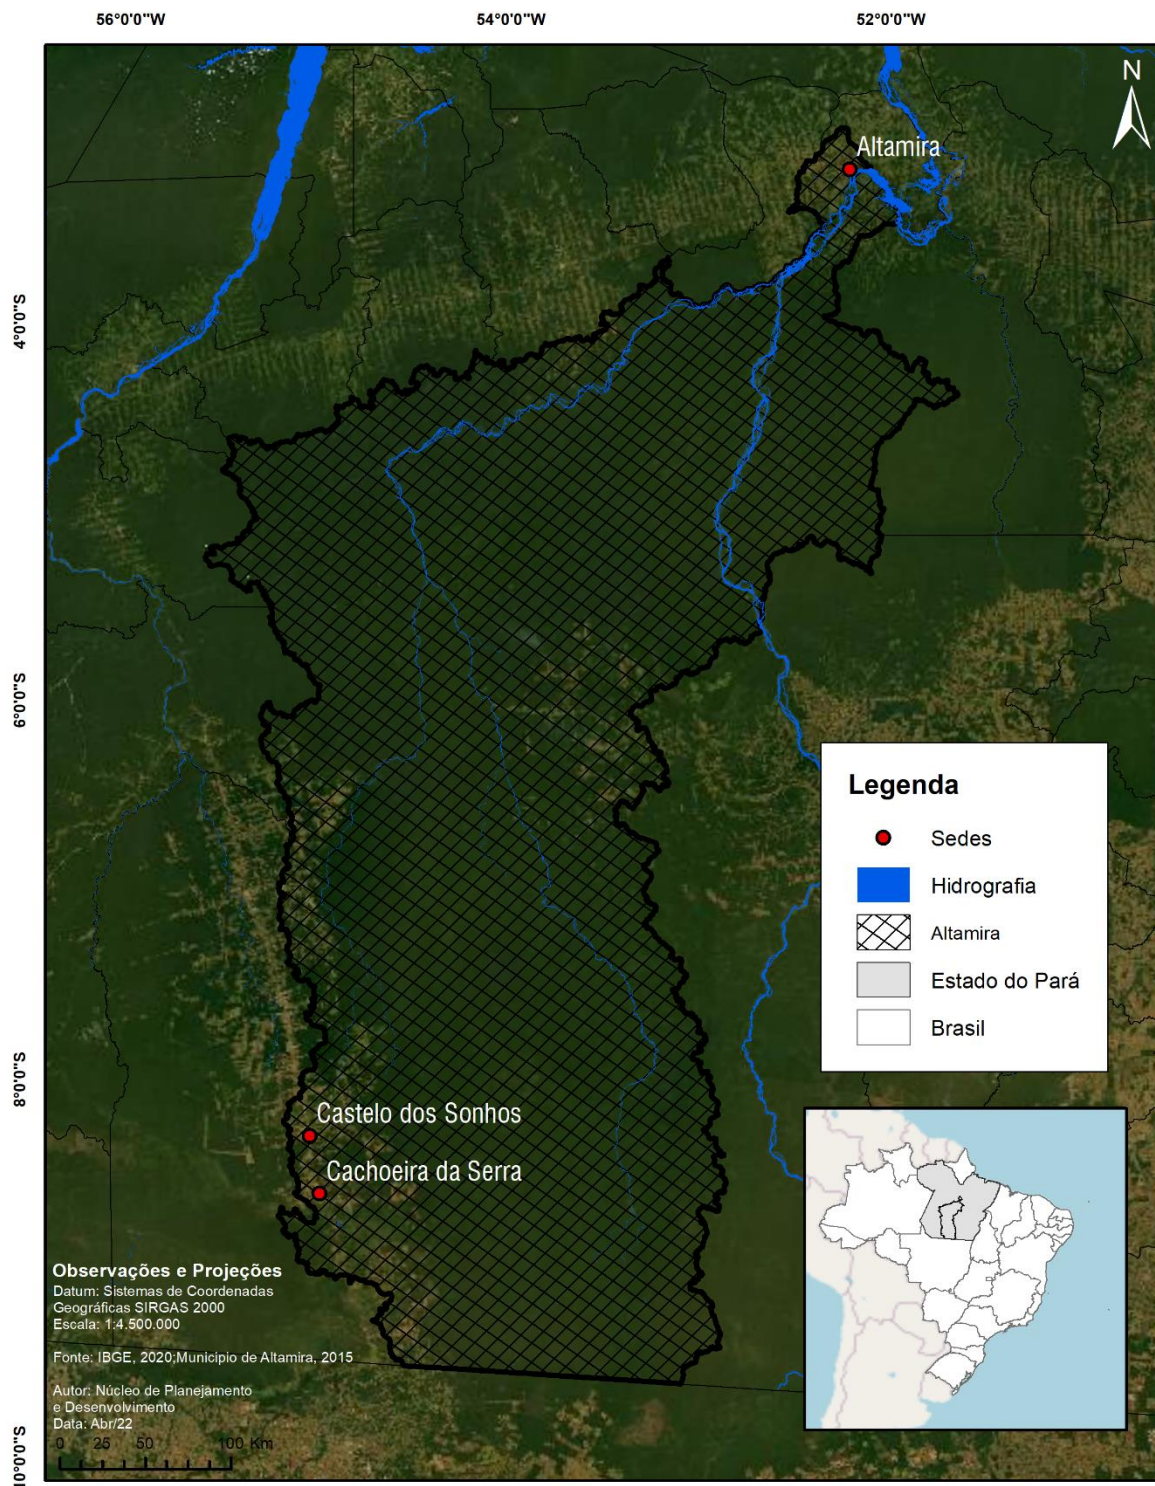 56°0'0"W
54°0'0"W
52°0'0"W
N
Altamira
4°0'0"S
6°0'0"S
8°0'0"S
10°0'0"S
Legenda
Sedes
Hidrografia
Altamira
Estado do Pará
Brasil
Castelo dos Sonhos
Cachoeira da Serra
Observações e Projeções
Datum: Sistemas de Coordenadas
Geográficas SIRGAS 2000
Escala: 1:4.500.000
Fonte: IBGE, 2020;Municipio de Altamira, 2015
Autor: Núcleo de Planejamento
e Desenvolvimento
Data: Abr/22
0 25 50 100 Km